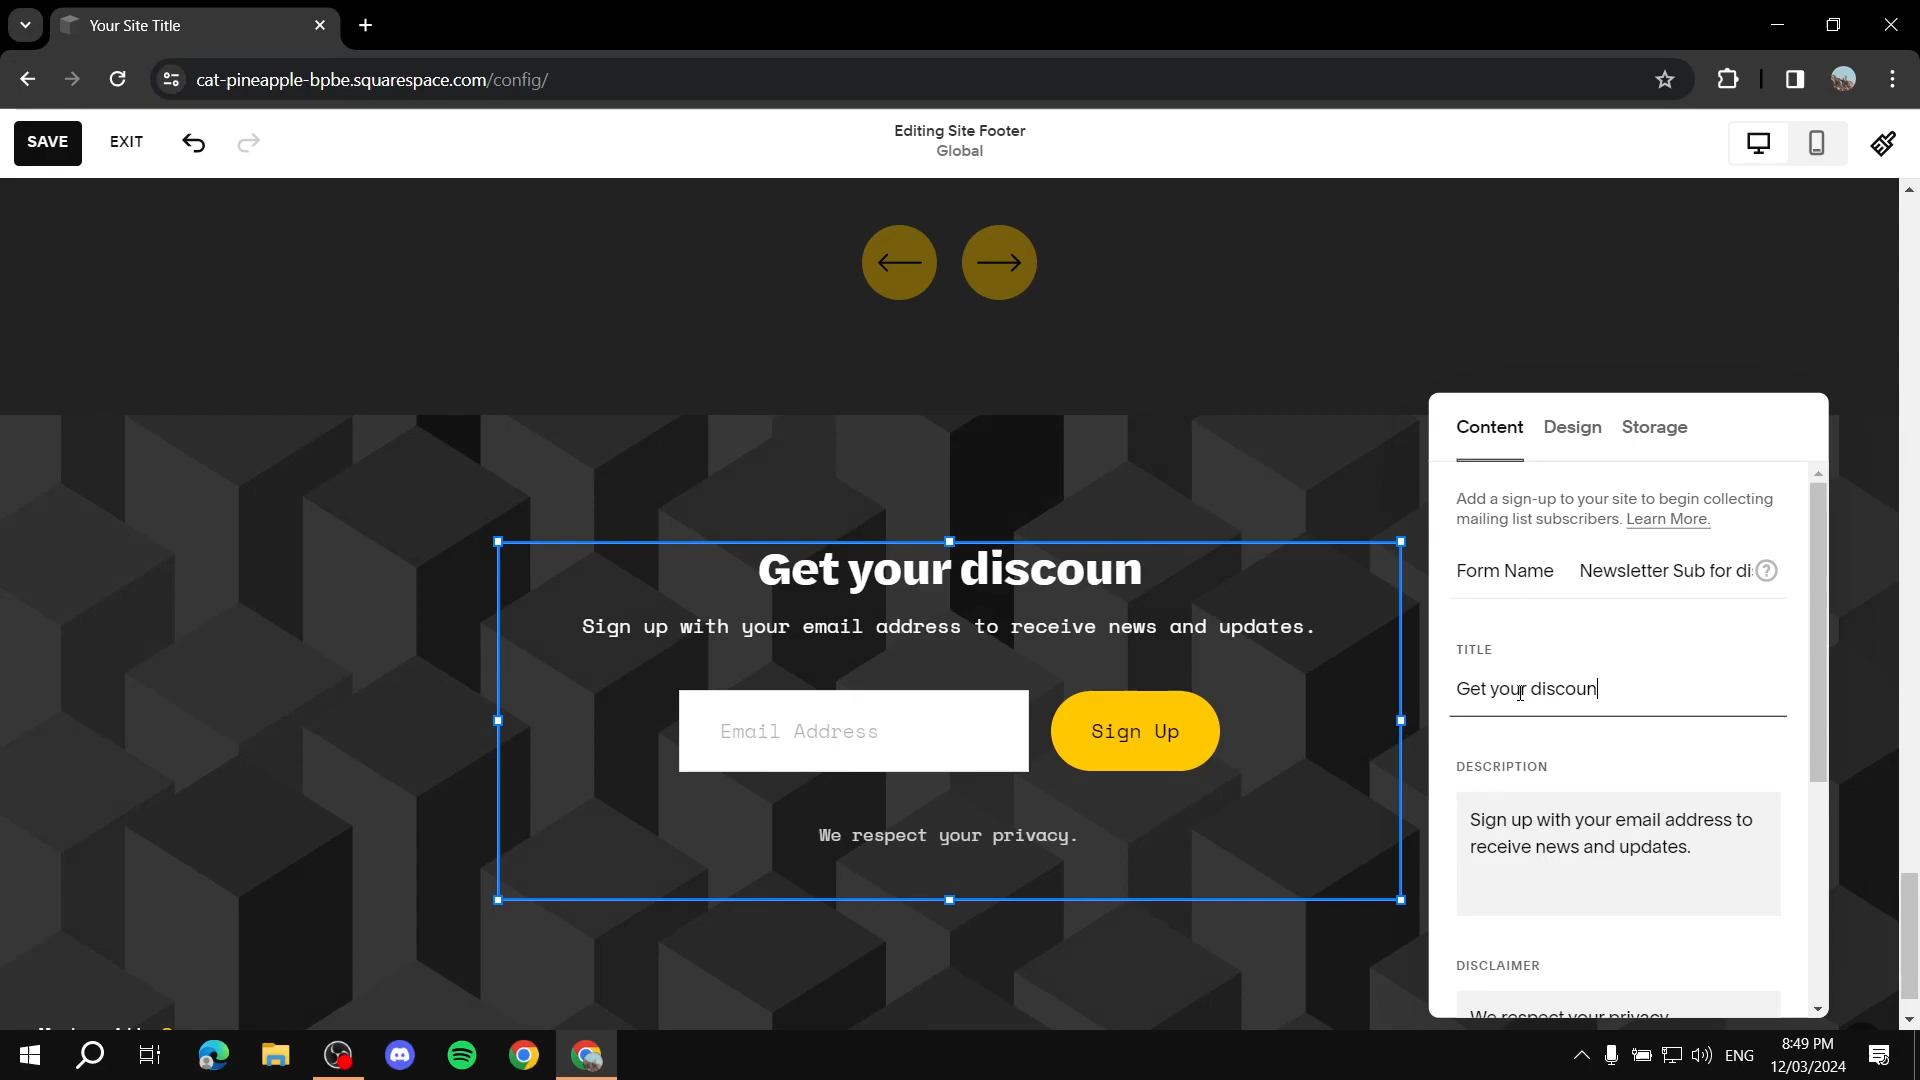 Your Site Title
cat-pineapple-bpbe.squarespace.com/config/
SAVE EXIT
Editing Site Footer
Global
Get your discoun
Sign up with your email address to receive news and updates.
Email Address
Sign Up
We respect your privacy.
Content Design Storage
Add a sign-up to your site to begin collecting
mailing list subscribers. Learn More.
Form Name Newsletter Sub for di
TITLE
Get your discoun
DESCRIPTION
Sign up with your email address to
receive news and updates.
DISCLAIMER
We respect your privacy.
ENG
8:49 PM
12/03/2024